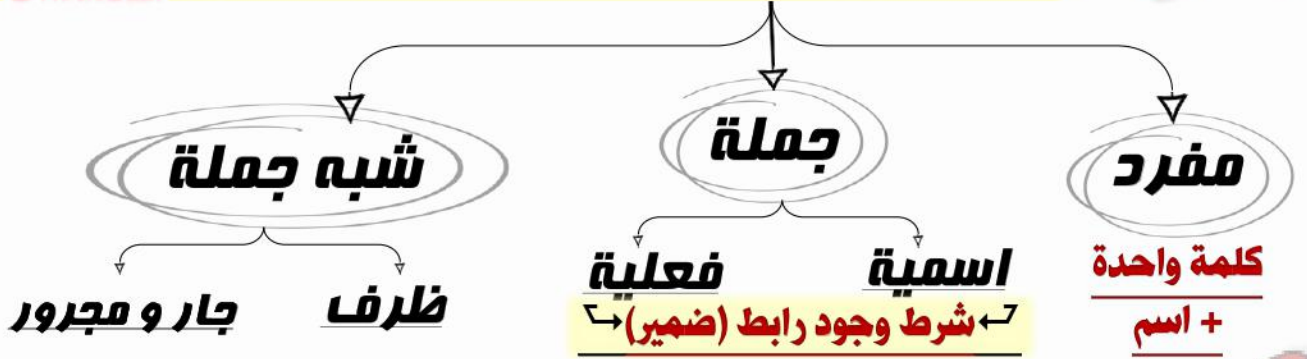 مفرد
جملة
شبه جملة
كلمة واحدة
+ اسم
اسمية
فعلية
شرط وجود رابط (ضمير)
ظرف
جار و مجرور